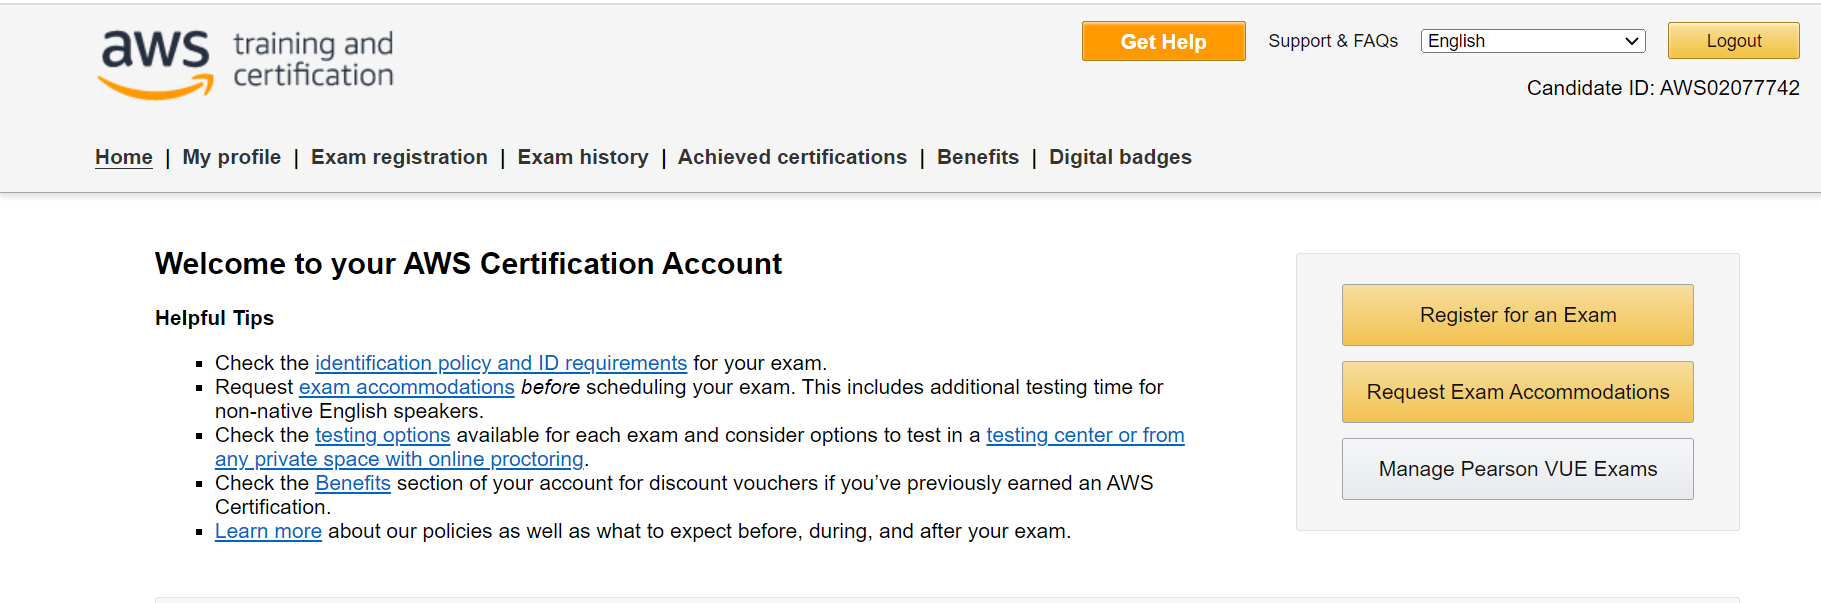 aws training and
certification
Get Help
Support & FAQs
English
Logout
Candidate ID: AWS02077742
Home | My profile | Exam registration | Exam history | Achieved certifications | Benefits | Digital badges
Welcome to your AWS Certification Account
Helpful Tips
Check the identification policy and ID requirements for your exam.
Request exam accommodations before scheduling your exam. This includes additional testing time for
non-native English speakers.
Check the testing options available for each exam and consider options to test in a testing center or from
any private space with online proctoring.
Check the Benefits section of your account for discount vouchers if you’ve previously earned an AWS
Certification.
Learn more about our policies as well as what to expect before, during, and after your exam.
Register for an Exam
Request Exam Accommodations
Manage Pearson VUE Exams